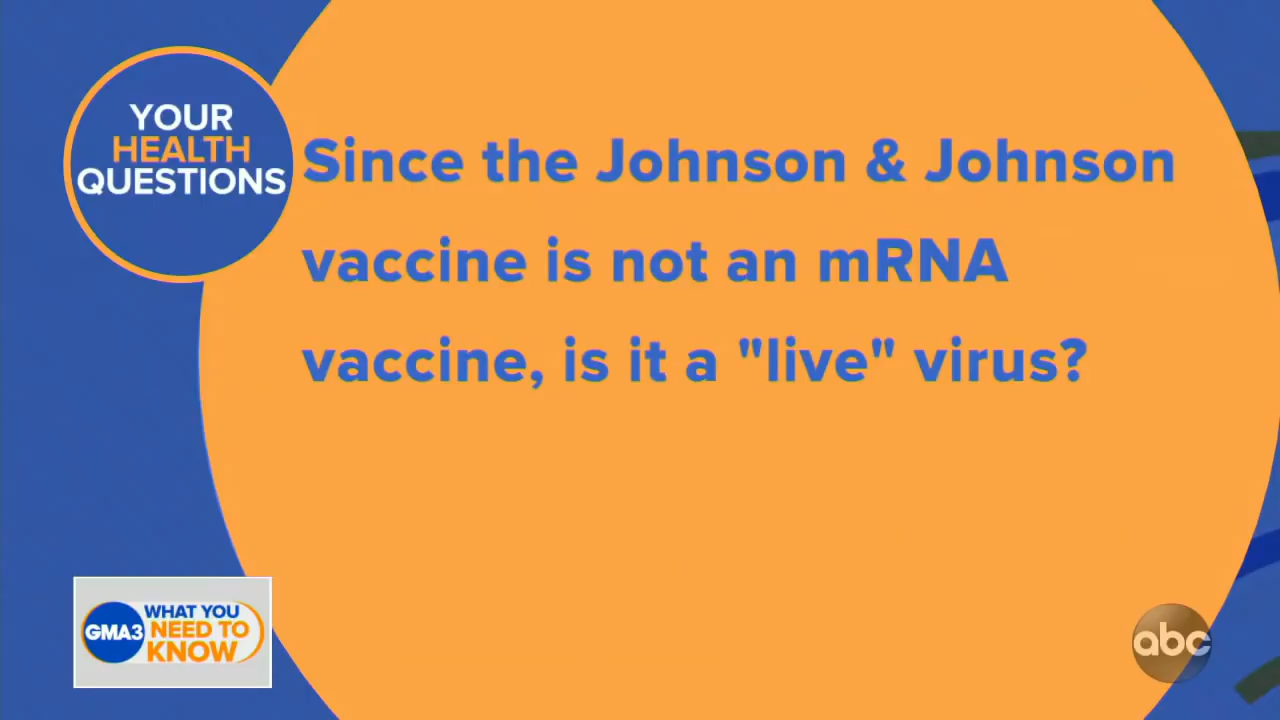 YOUR
HEALTH
QUESTIONS
Since the Johnson & Johnson
vaccine is not an mRNA
vaccine, is it a "live" virus?
GMA3
WHAT YOU
NEED TO
KNOW
abc